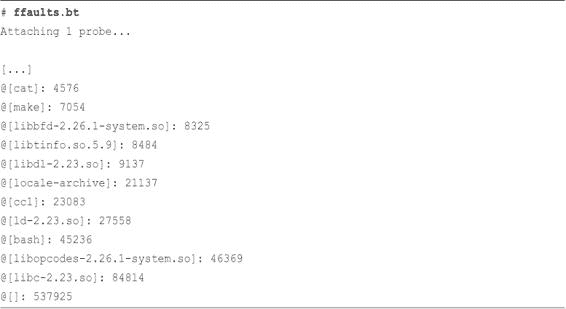 # ffaults.bt
Attaching 1 probe...
[...]
@[cat]: 4576
@[make]: 7054
@[libbfd-2.26.1-system.so]: 8325
@[libtinfo.so.5.9]: 8484
@[libdl-2.23.so]: 9137
@[locale-archive]: 21137
@[cc1]: 23083
@[ld-2.23.so]: 27558
@[bash]: 45236
@[libopcodes-2.26.1-system.so]: 46369
@[libc-2.23.so]: 84814
@[]: 537925